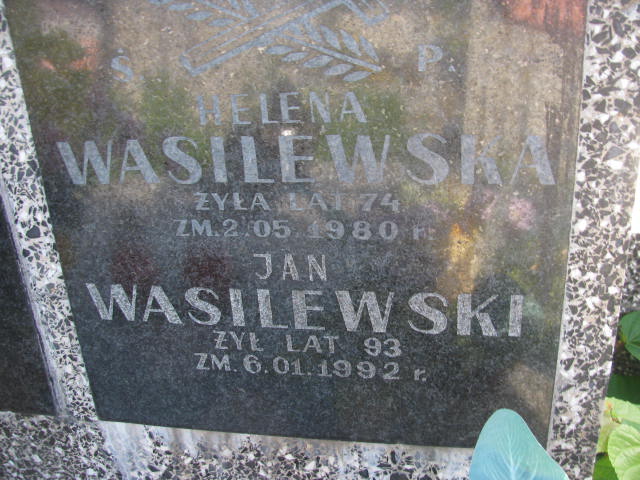 Ś. P.
HELENA
WASILEWSKA
ŻYŁA LAT 74
ZM. 2.05.1980 r.
JAN
WASILEWSKI
ŻYŁ LAT 93
ZM. 6.01.1992 r.